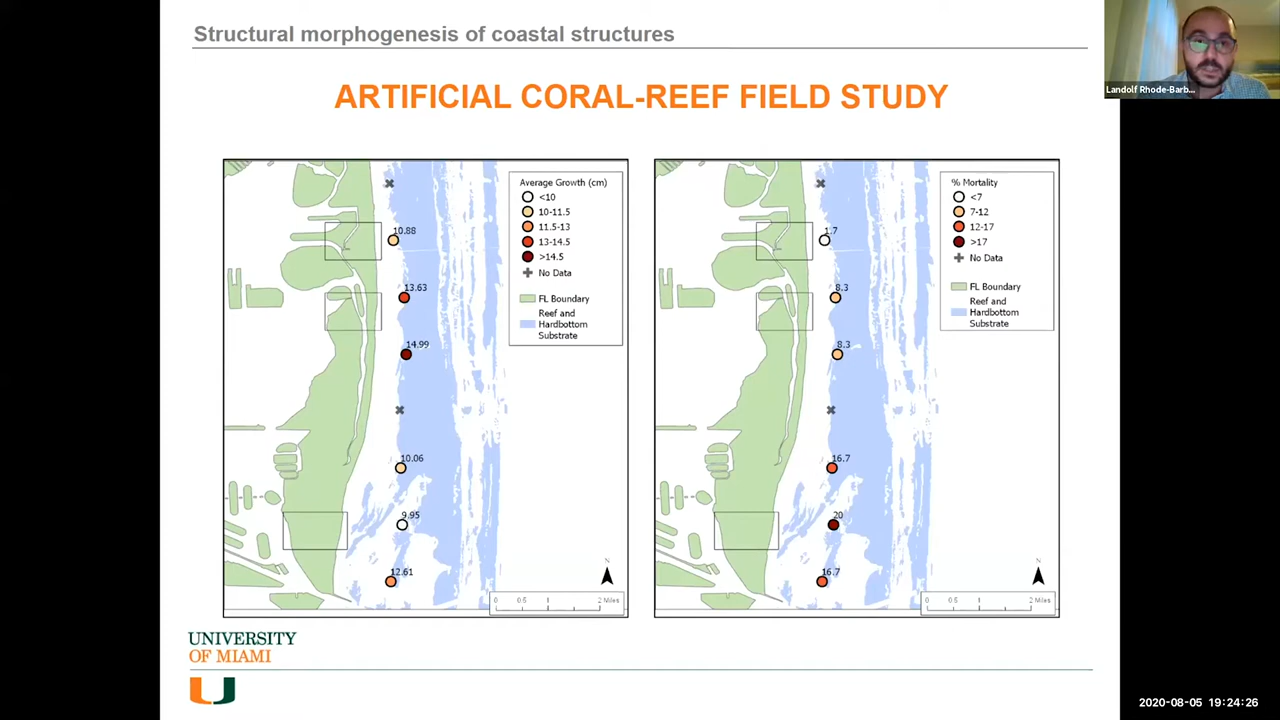 Structural morphogenesis of coastal structures
Landolf Rhode-Barb...
ARTIFICIAL CORAL-REEF FIELD STUDY
Average Growth (cm)
<10
10-11.5
11.5-13
13-14.5
>14.5
No Data
FL Boundary
Reef and
Hardbottom
Substrate
10.88
13.63
14.99
10.06
9.95
12.61
N
0 0.5 1 2 Miles
% Mortality
<7
7-12
12-17
>17
No Data
FL Boundary
Reef and
Hardbottom
Substrate
1.7
8.3
8.3
16.7
20
16.7
N
0 0.5 1 2 Miles
UNIVERSITY
OF MIAMI
U
2020-08-05 19:24:26